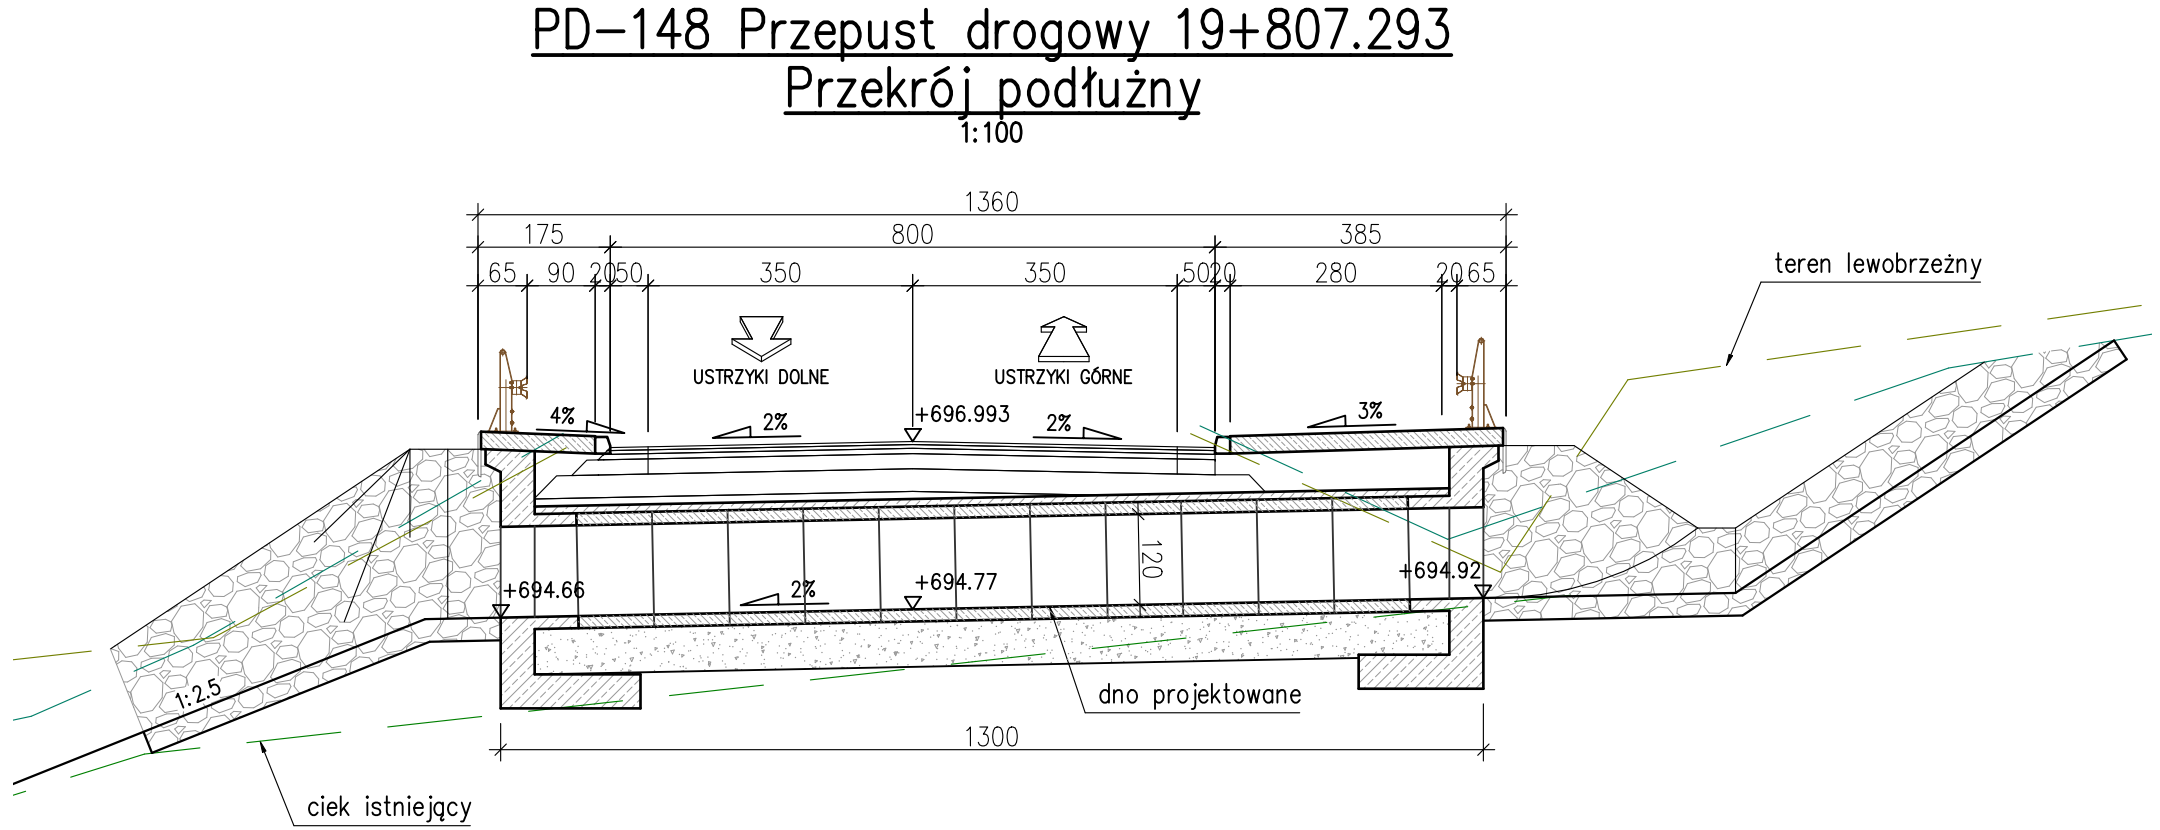 PD-148 Przepust drogowy 19+807.293
Przekrój podłużny
1:100
1360
175 800 385
65 90 20 50 350 350 50 20 280 20 65
teren lewobrzeżny
USTRZYKI DOLNE USTRZYKI GÓRNE
4% 2% +696.993 2% 3%
120
+694.66 2% +694.77 +694.92
1:2.5
dno projektowane
1300
ciek istniejący